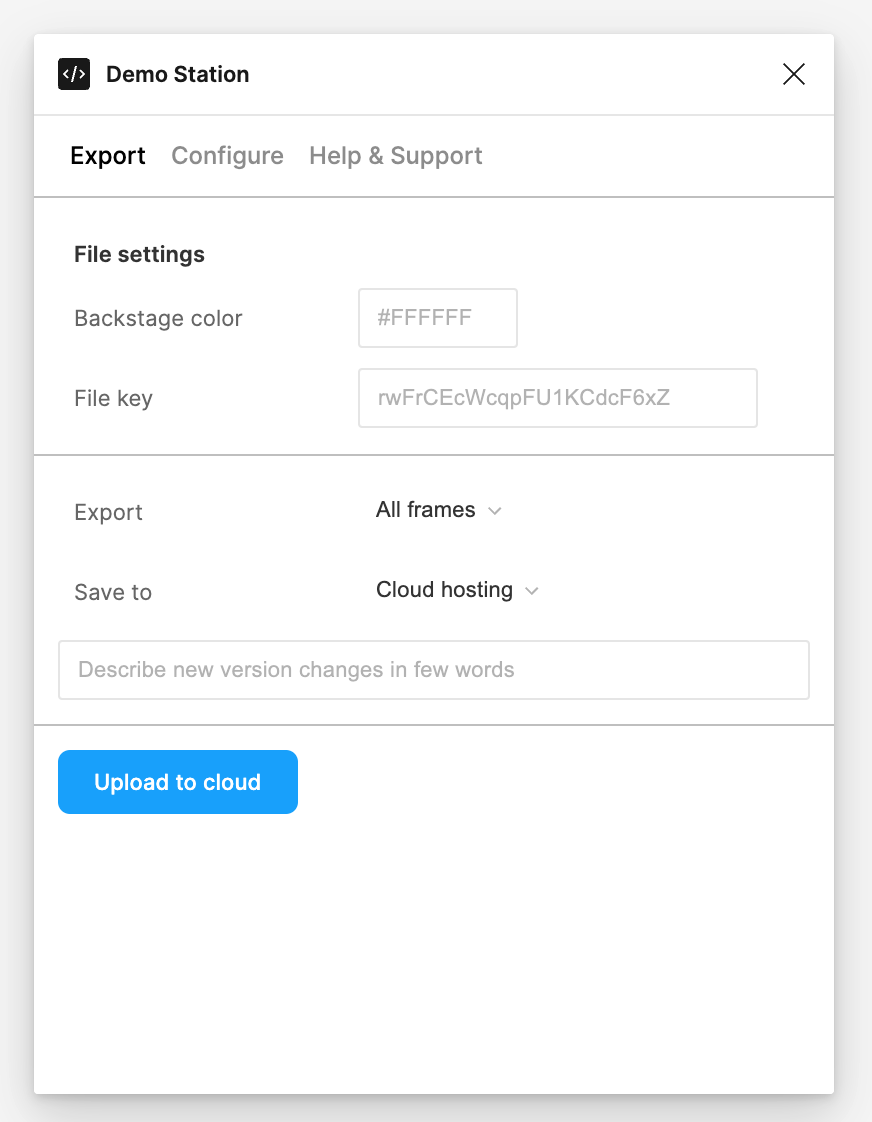 </> Demo Station
Export Configure Help & Support
File settings
Backstage color #FFFFFF
File key rwFrCEcWcqpFU1KCdcF6xZ
Export All frames
Save to Cloud hosting
Describe new version changes in few words
Upload to cloud